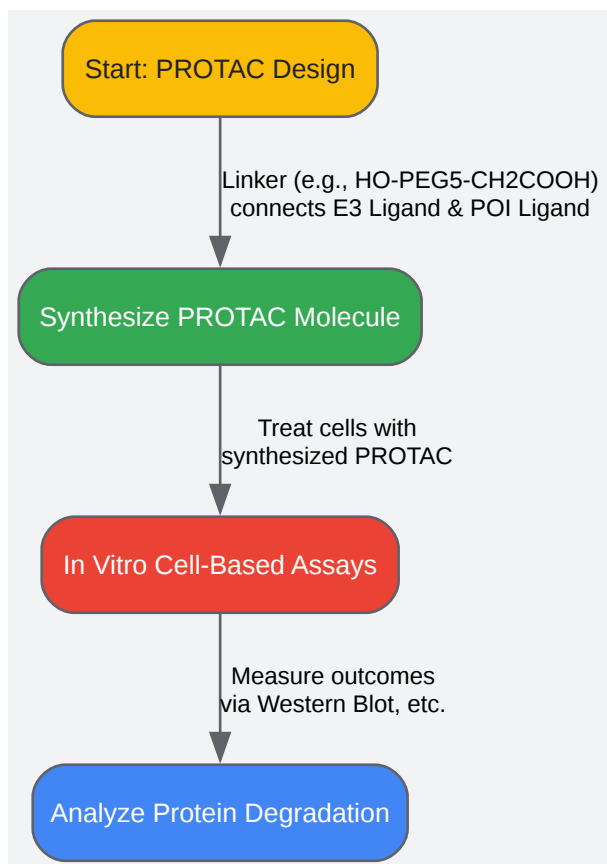 Start: PROTAC Design
Linker (e.g., HO-PEG5-CH2COOH)
connects E3 Ligand & POI Ligand
Synthesize PROTAC Molecule
Treat cells with
synthesized PROTAC
In Vitro Cell-Based Assays
Measure outcomes
via Western Blot, etc.
Analyze Protein Degradation